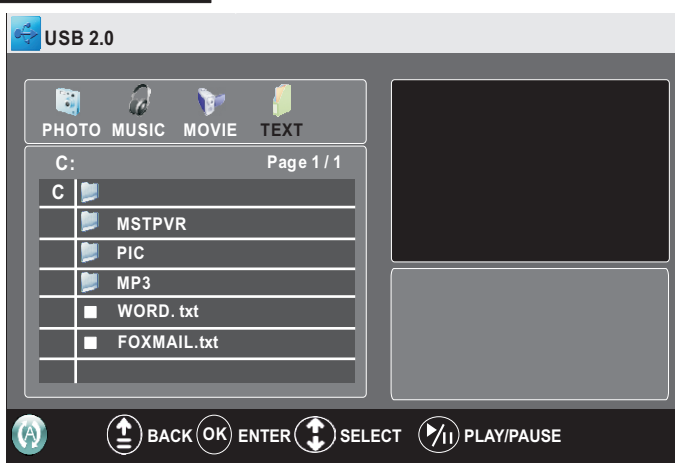 USB 2.0
PHOTO MUSIC MOVIE TEXT
C: Page 1 / 1
C
MSTPVR
PIC
MP3
WORD. txt
FOXMAIL.txt
A BACK OK ENTER SELECT PLAY/PAUSE